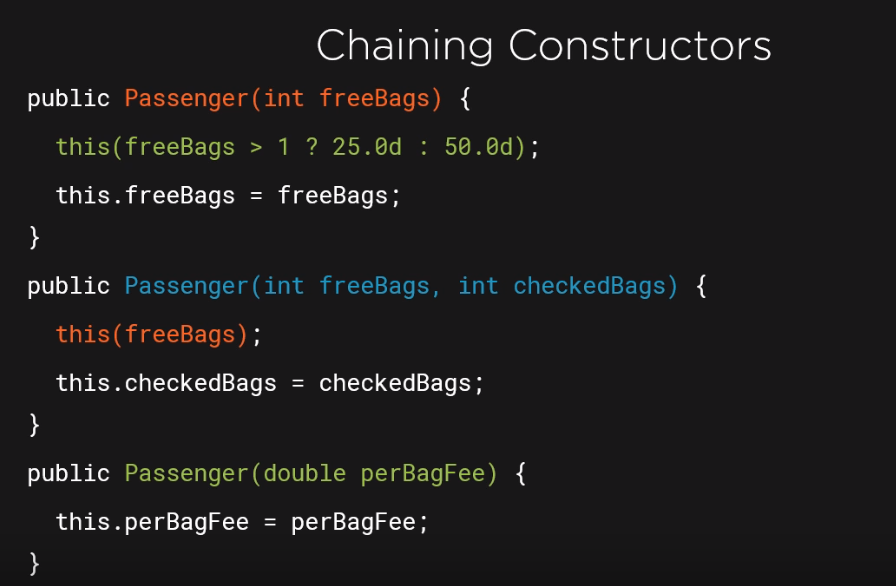 Chaining Constructors
public Passenger(int freeBags) {
this(freeBags > 1 ? 25.0d : 50.0d);
this.freeBags = freeBags;
}
public Passenger(int freeBags, int checkedBags) {
this(freeBags);
this.checkedBags = checkedBags;
}
public Passenger(double perBagFee) {
this.perBagFee = perBagFee;
}